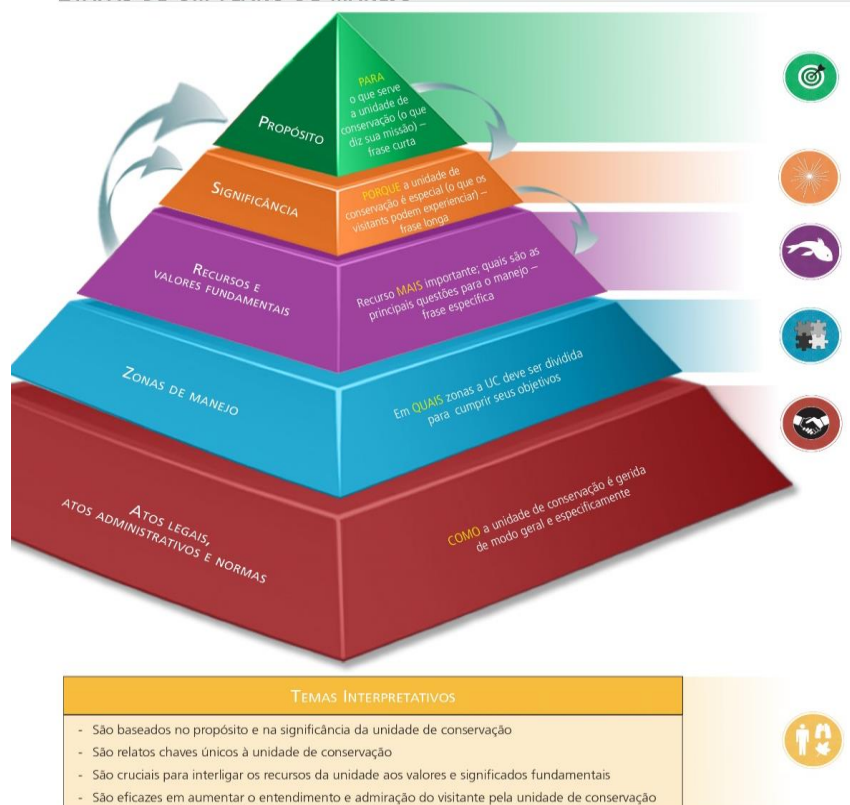 PROPÓSITO
PARA
o que serve
a unidade de
conservação (o que
diz sua missão) –
frase curta
SIGNIFICÂNCIA
PORQUE a unidade de
conservação é especial (o que os
visitants podem experienciar) –
frase longa
RECURSOS E
VALORES FUNDAMENTAIS
Recurso MAIS importante; quais são as
principais questões para o manejo –
frase específica
ZONAS DE MANEJO
Em QUAIS zonas a UC deve ser dividida
para cumprir seus objetivos
ATOS LEGAIS,
ATOS ADMINISTRATIVOS E NORMAS
COMO a unidade de conservação é gerida
de modo geral e especificamente
TEMAS INTERPRETATIVOS
- São baseados no propósito e na significância da unidade de conservação
- São relatos chaves únicos à unidade de conservação
- São cruciais para interligar os recursos da unidade aos valores e significados fundamentais
- São eficazes em aumentar o entendimento e admiração do visitante pela unidade de conservação